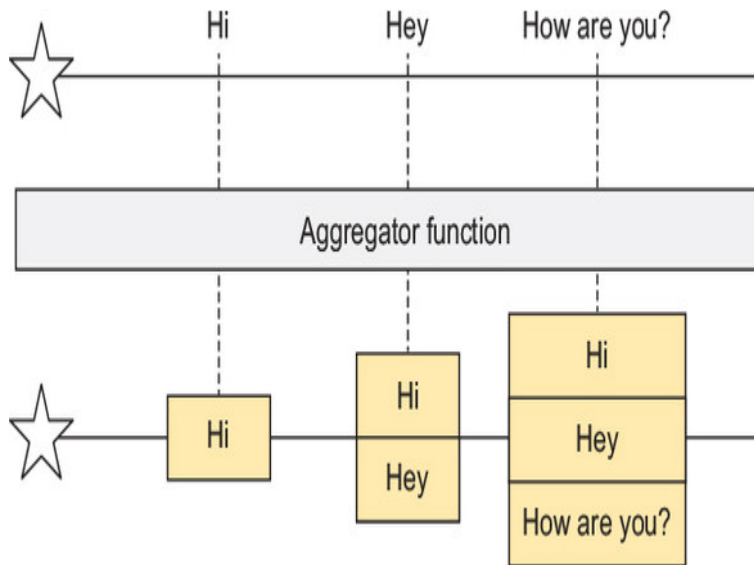 Hi Hey How are you?
Aggregator function
Hi
Hi
Hey
Hi
Hey
How are you?